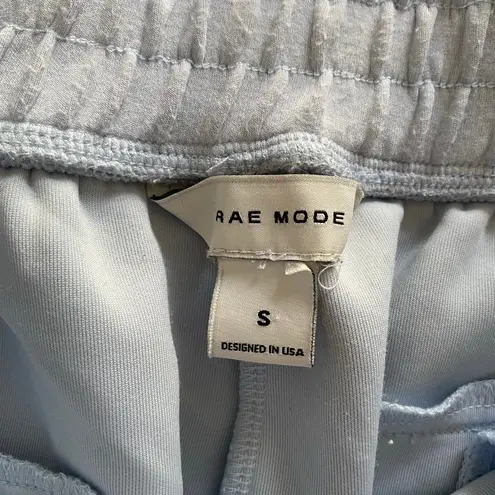 RAE MODE
S
DESIGNED IN USA